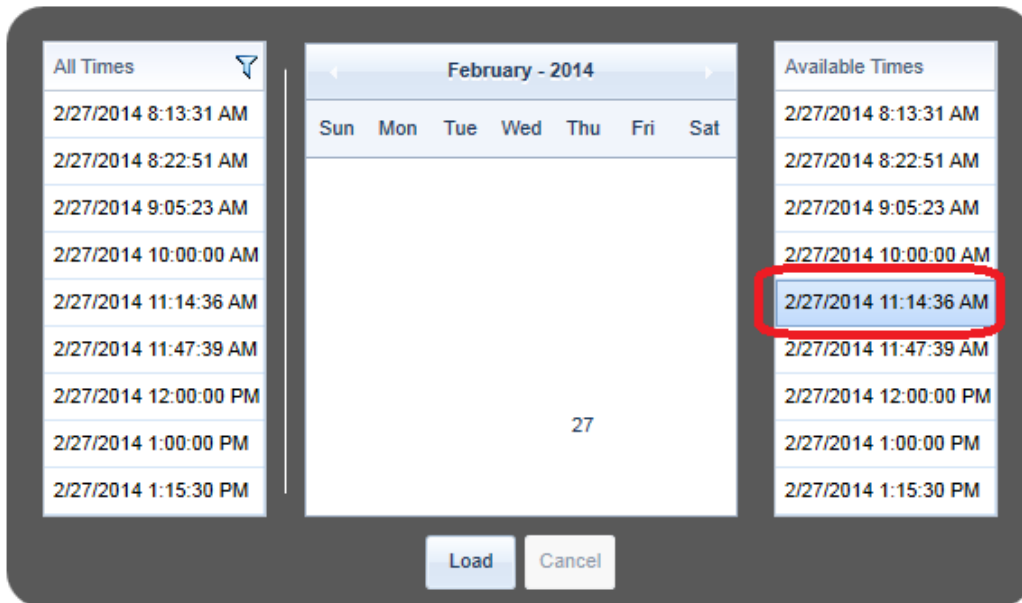 All Times
2/27/2014 8:13:31 AM
2/27/2014 8:22:51 AM
2/27/2014 9:05:23 AM
2/27/2014 10:00:00 AM
2/27/2014 11:14:36 AM
2/27/2014 11:47:39 AM
2/27/2014 12:00:00 PM
2/27/2014 1:00:00 PM
2/27/2014 1:15:30 PM
February - 2014
Sun Mon Tue Wed Thu Fri Sat
27
Available Times
2/27/2014 8:13:31 AM
2/27/2014 8:22:51 AM
2/27/2014 9:05:23 AM
2/27/2014 10:00:00 AM
2/27/2014 11:14:36 AM
2/27/2014 11:47:39 AM
2/27/2014 12:00:00 PM
2/27/2014 1:00:00 PM
2/27/2014 1:15:30 PM
Load Cancel